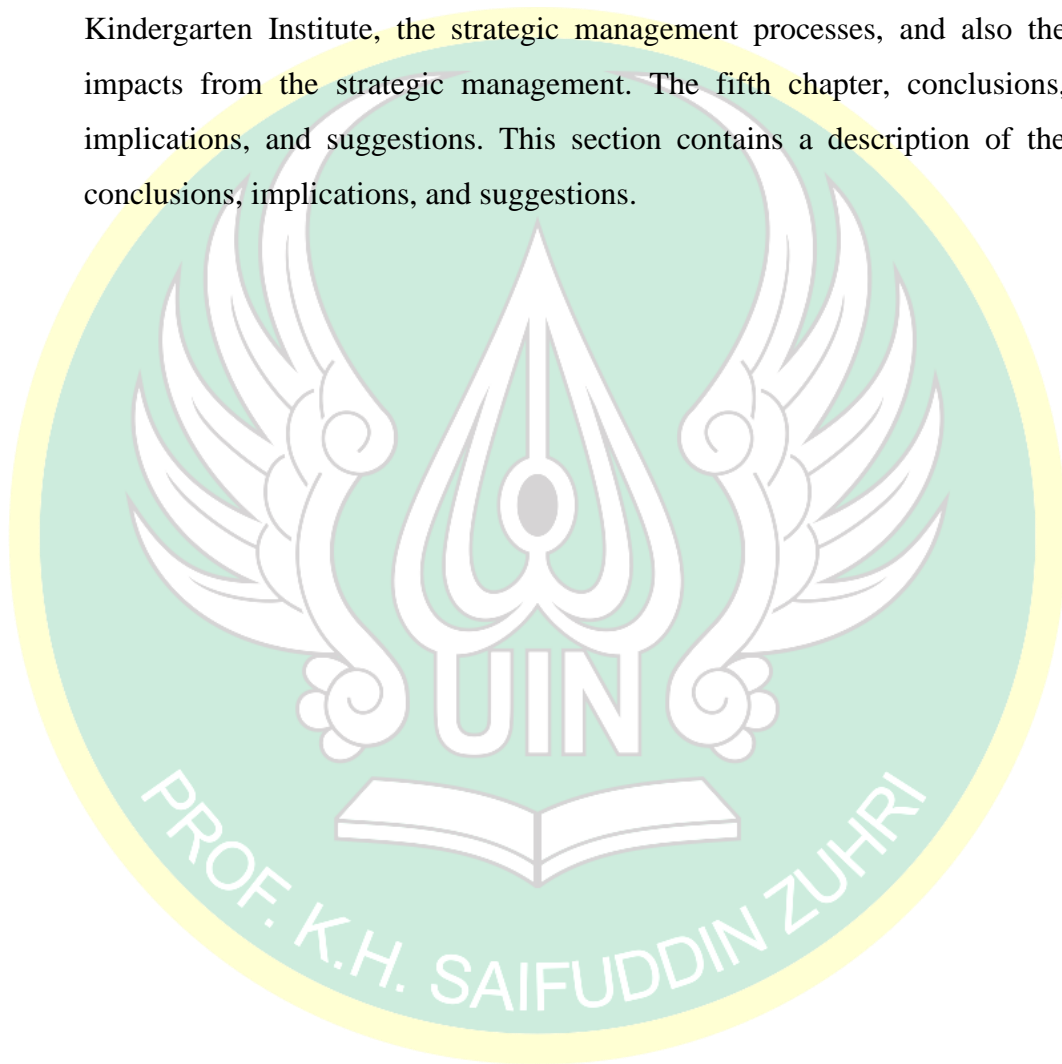 Kindergarten Institute, the strategic management processes, and also the
impacts from the strategic management. The fifth chapter, conclusions,
implications, and suggestions. This section contains a description of the
conclusions, implications, and suggestions.
UIN
PROF. K.H. SAIFUDDIN ZUHRI